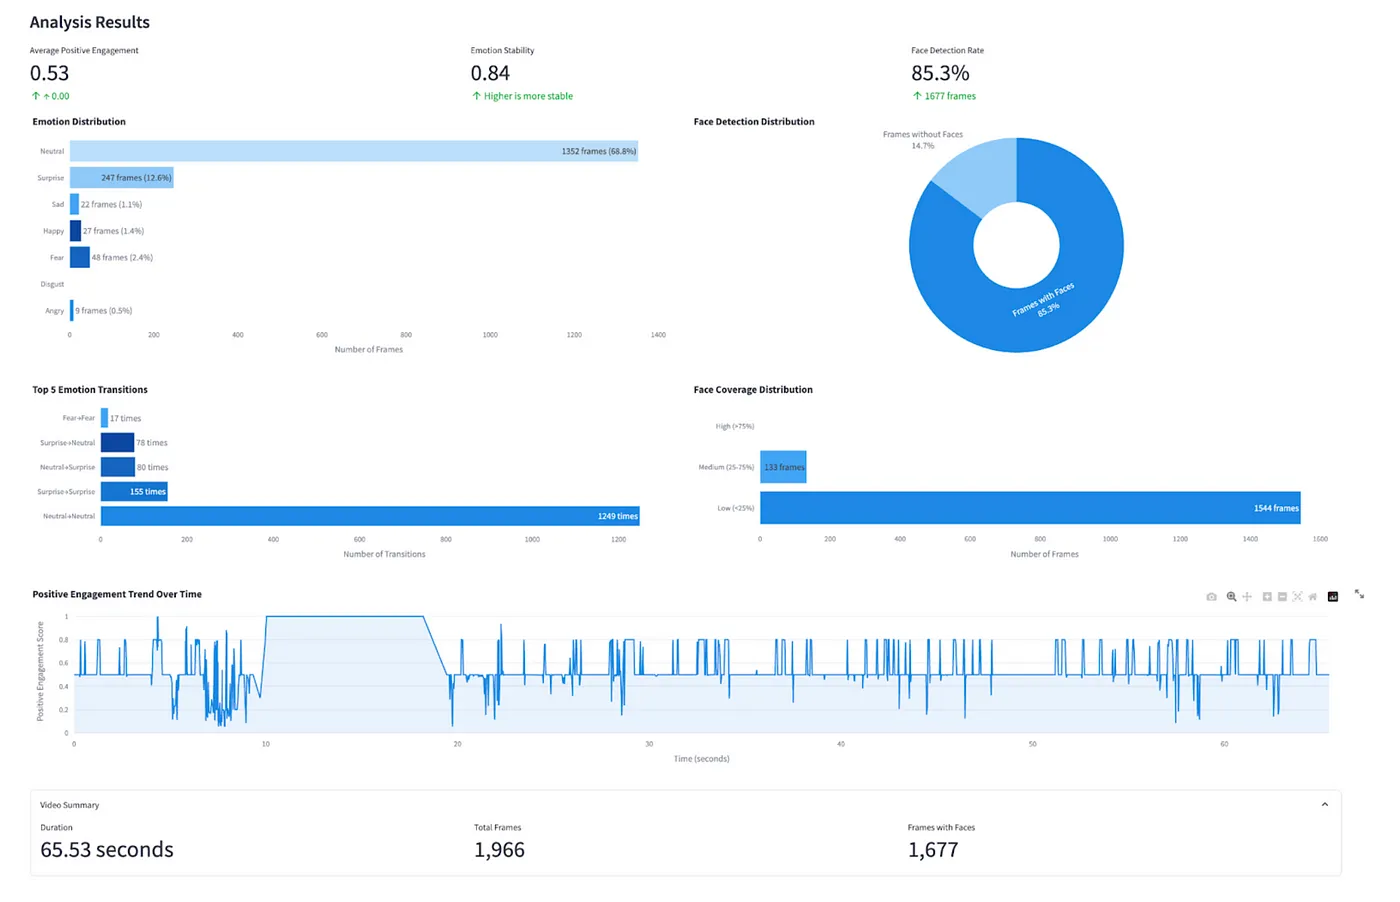 Analysis Results
Average Positive Engagement
0.53
↑ ↑ 0.00
Emotion Stability
0.84
↑ Higher is more stable
Face Detection Rate
85.3%
↑ 1677 frames
Emotion Distribution
Neutral
1352 frames (68.8%)
Surprise
247 frames (12.6%)
Sad
22 frames (1.1%)
Happy
27 frames (1.4%)
Fear
48 frames (2.4%)
Disgust
Angry
9 frames (0.5%)
0 200 400 600 800 1000 1200 1400
Number of Frames
Face Detection Distribution
Frames without Faces
14.7%
Frames with Faces
85.3%
Top 5 Emotion Transitions
Fear→Fear
17 times
Surprise→Neutral
78 times
Neutral→Surprise
80 times
Surprise→Surprise
155 times
Neutral→Neutral
1249 times
0 200 400 600 800 1000 1200
Number of Transitions
Face Coverage Distribution
High (>75%)
Medium (25-75%)
133 frames
Low (<25%)
1544 frames
0 200 400 600 800 1000 1200 1400 1600
Number of Frames
Positive Engagement Trend Over Time
Positive Engagement Score
1
0.8
0.6
0.4
0.2
0
0 10 20 30 40 50 60
Time (seconds)
Video Summary
Duration
65.53 seconds
Total Frames
1,966
Frames with Faces
1,677